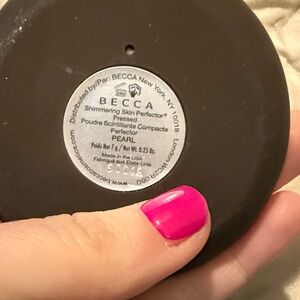 Distributed by/Par: BECCA New York, NY 10018
London WC2R 0BU
www.beccacosmetics.com
BECCA
Shimmering Skin Perfector®
Pressed
Poudre Scintillante Compacte
Perfector
PEARL
Poids Net 7 g / Net Wt. 0.25 Oz.
Made in the USA
Fabriqué aux Etats-Unis